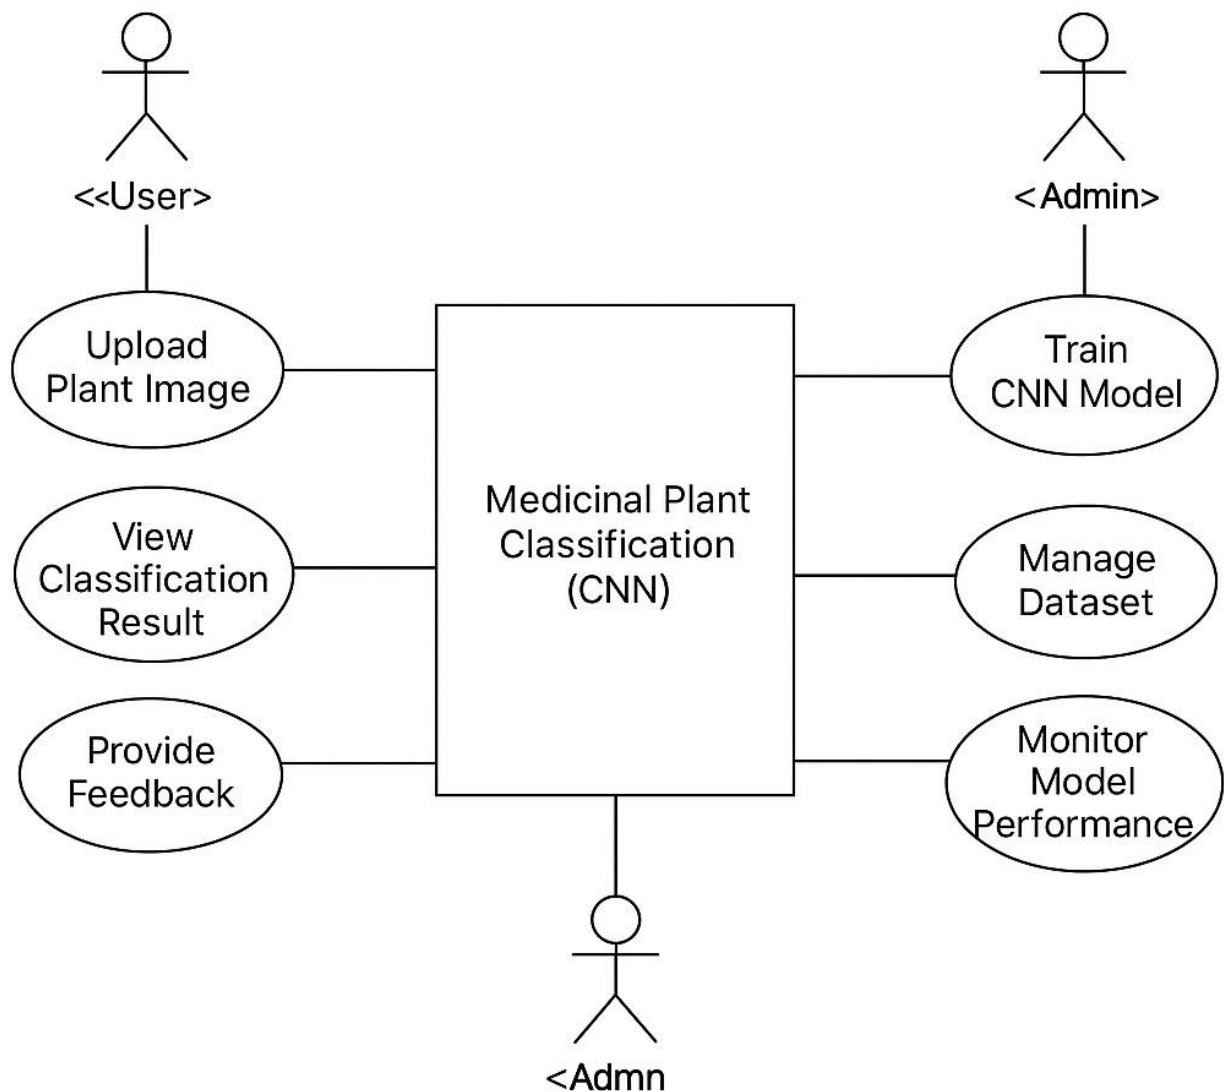 <<User>
<Admin>
Upload
Plant Image
Train
CNN Model
Medicinal Plant
Classification
(CNN)
View
Classification
Result
Manage
Dataset
Provide
Feedback
Monitor
Model
Performance
<Admn